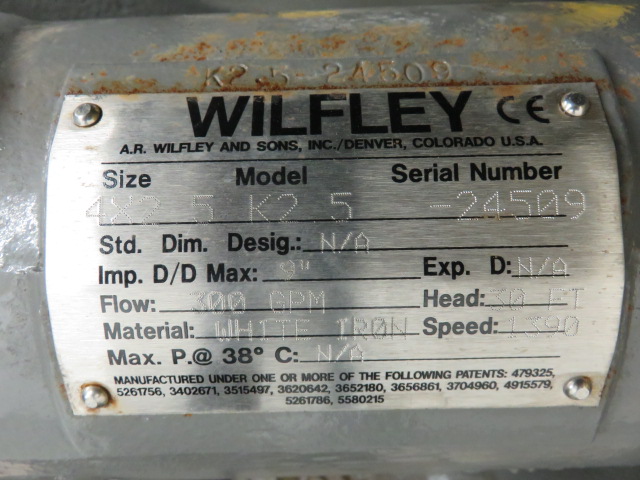 K2.5-24509
WILFLEY CE
A.R. WILFLEY AND SONS, INC./DENVER, COLORADO U.S.A.
Size Model Serial Number
4X2.5 K2.5 -24509
Std. Dim. Desig.: N/A
Imp. D/D Max: 9" Exp. D: N/A
Flow: 300 GPM Head: 30 FT
Material: WHITE IRON Speed: 1390
Max. P.@ 38° C: N/A
MANUFACTURED UNDER ONE OR MORE OF THE FOLLOWING PATENTS: 479325,
5261756, 3402671, 3515497, 3620642, 3652180, 3656861, 3704960, 4915579,
5261786, 5580215